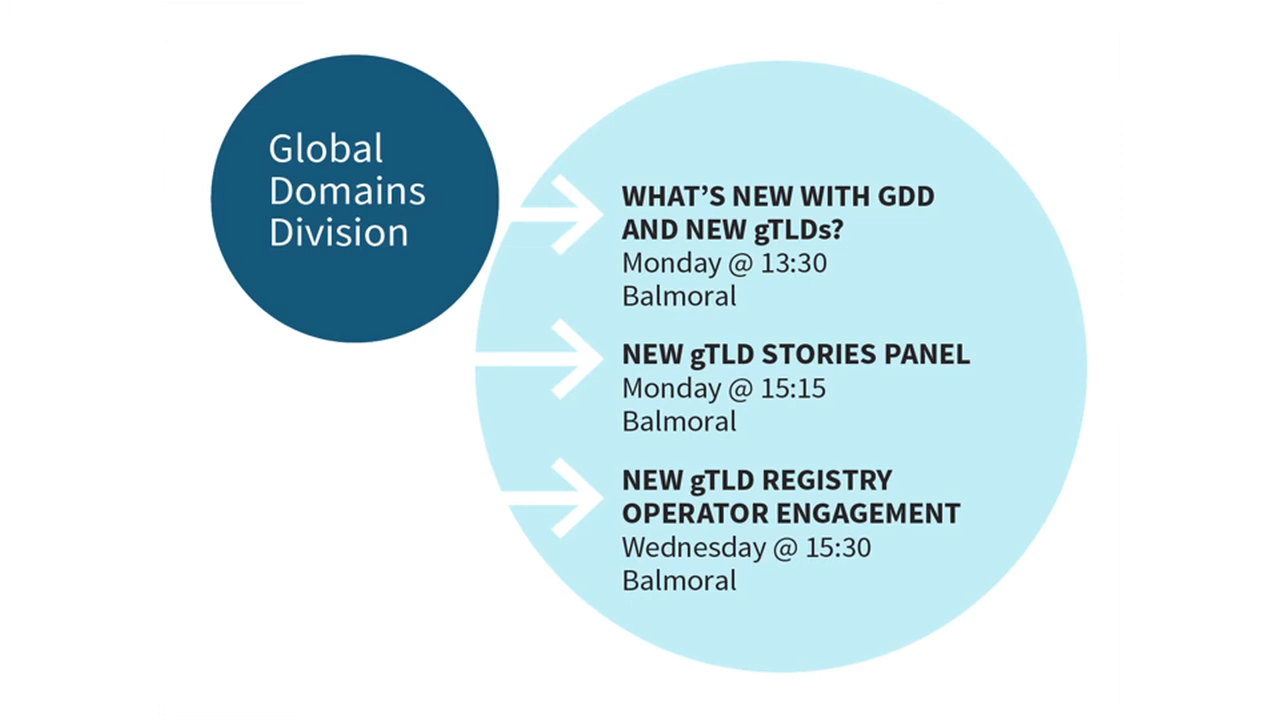 Global
Domains
Division
WHAT’S NEW WITH GDD
AND NEW gTLDs?
Monday @ 13:30
Balmoral
NEW gTLD STORIES PANEL
Monday @ 15:15
Balmoral
NEW gTLD REGISTRY
OPERATOR ENGAGEMENT
Wednesday @ 15:30
Balmoral